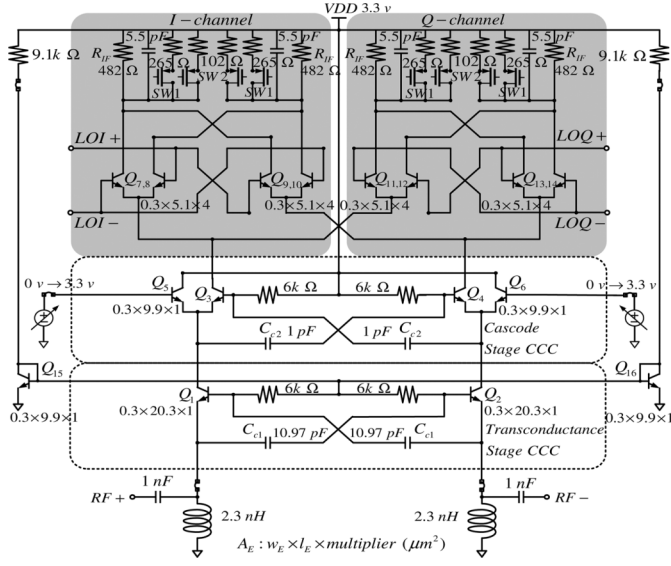 I−channel VDD 3.3 v Q−channel
5.5 pF 5.5 pF 5.5 pF 5.5 pF
9.1k Ω R_IF 482 Ω 265 Ω 102 Ω 265 Ω R_IF 482 Ω R_IF 482 Ω 265 Ω 102 Ω 265 Ω R_IF 482 Ω 9.1k Ω
SW1 SW2 SW1 SW1 SW2 SW1
LOI+ LOQ+
Q_7,8 Q_9,10 Q_11,12 Q_13,14
0.3×5.1×4 0.3×5.1×4 0.3×5.1×4 0.3×5.1×4
LOI− LOQ−
0 v→3.3 v Q_5 Q_3 6k Ω 6k Ω Q_4 Q_6 0 v→3.3 v
0.3×9.9×1 0.3×9.9×1
C_c2 1 pF 1 pF C_c2 Cascode
Stage CCC
Q_15 Q_16
Q_1 6k Ω 6k Ω Q_2
0.3×9.9×1 0.3×20.3×1 0.3×20.3×1 0.3×9.9×1
C_c1 10.97 pF 10.97 pF C_c1 Transconductance
Stage CCC
1 nF 1 nF
RF+ RF−
2.3 nH 2.3 nH
A_E : w_E×l_E×multiplier (μm²)